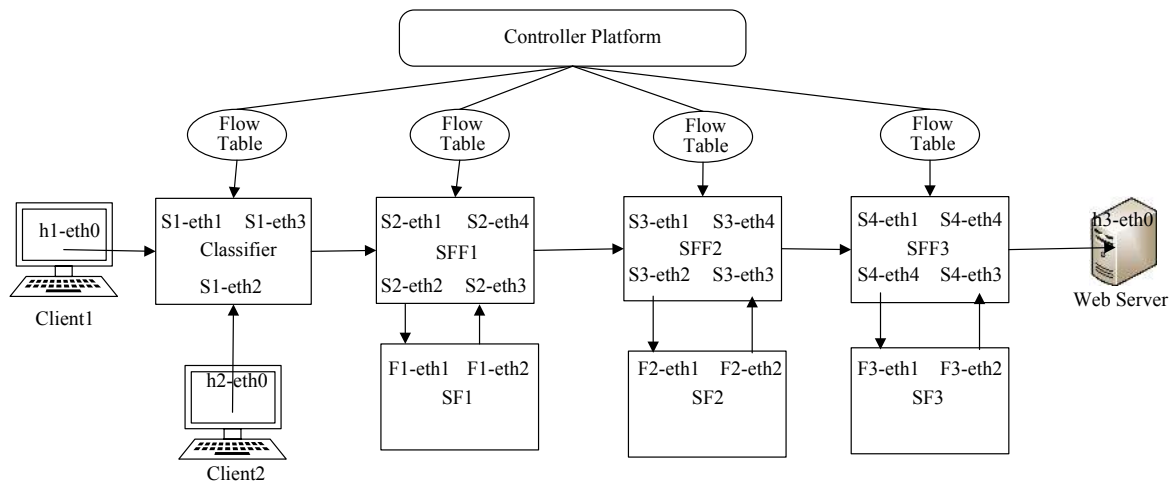 Controller Platform
Flow
Table
Flow
Table
Flow
Table
Flow
Table
h1-eth0
Client1
S1-eth1 S1-eth3
Classifier
S1-eth2
S2-eth1 S2-eth4
SFF1
S2-eth2 S2-eth3
S3-eth1 S3-eth4
SFF2
S3-eth2 S3-eth3
S4-eth1 S4-eth4
SFF3
S4-eth4 S4-eth3
h3-eth0
Web Server
h2-eth0
Client2
F1-eth1 F1-eth2
SF1
F2-eth1 F2-eth2
SF2
F3-eth1 F3-eth2
SF3